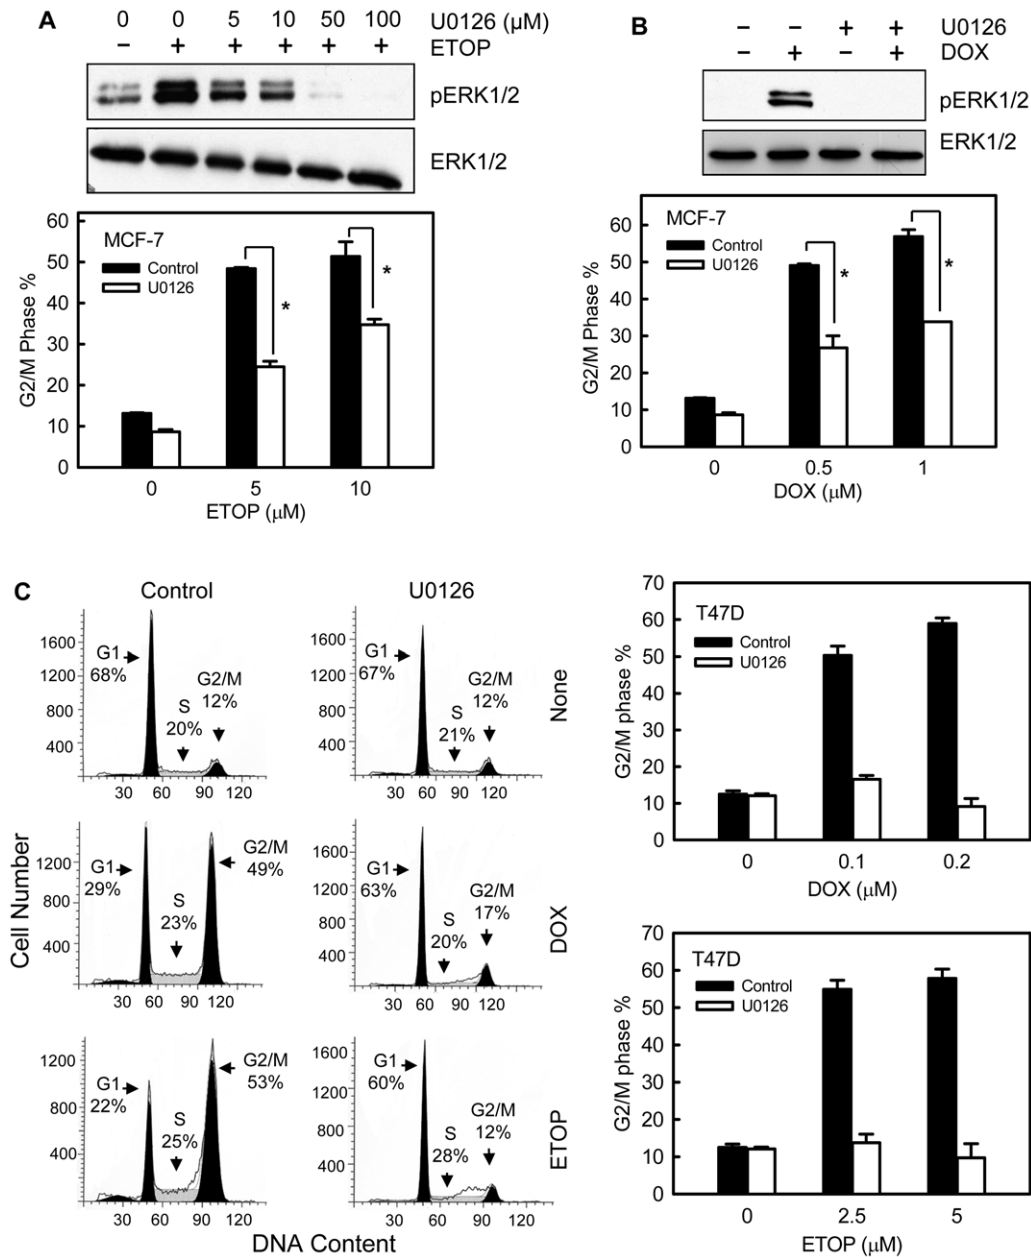 A
0 0 5 10 50 100 U0126 (µM)
− + + + + + ETOP
pERK1/2
ERK1/2
60
50
40
30
20
10
0
G2/M Phase %
MCF-7
Control
U0126
*
*
0 5 10
ETOP (µM)
B
− − + + U0126
− + − + DOX
pERK1/2
ERK1/2
60
50
40
30
20
10
0
G2/M Phase %
MCF-7
Control
U0126
*
*
0 0.5 1
DOX (µM)
C
Control U0126
Cell Number
1600
1200
800
400
G1
68%
S
20%
G2/M
12%
30 60 90 120
1600
1200
800
400
G1
67%
S
21%
G2/M
12%
30 60 90 120
None
1200
800
400
G1
29%
S
23%
G2/M
49%
30 60 90 120
1600
1200
800
400
G1
63%
S
20%
G2/M
17%
30 60 90 120
DOX
1200
800
400
G1
22%
S
25%
G2/M
53%
30 60 90 120
1600
1200
800
400
G1
60%
S
28%
G2/M
12%
30 60 90 120
ETOP
DNA Content
70
60
50
40
30
20
10
0
G2/M phase %
T47D
Control
U0126
0 0.1 0.2
DOX (µM)
70
60
50
40
30
20
10
0
G2/M phase %
T47D
Control
U0126
0 2.5 5
ETOP (µM)